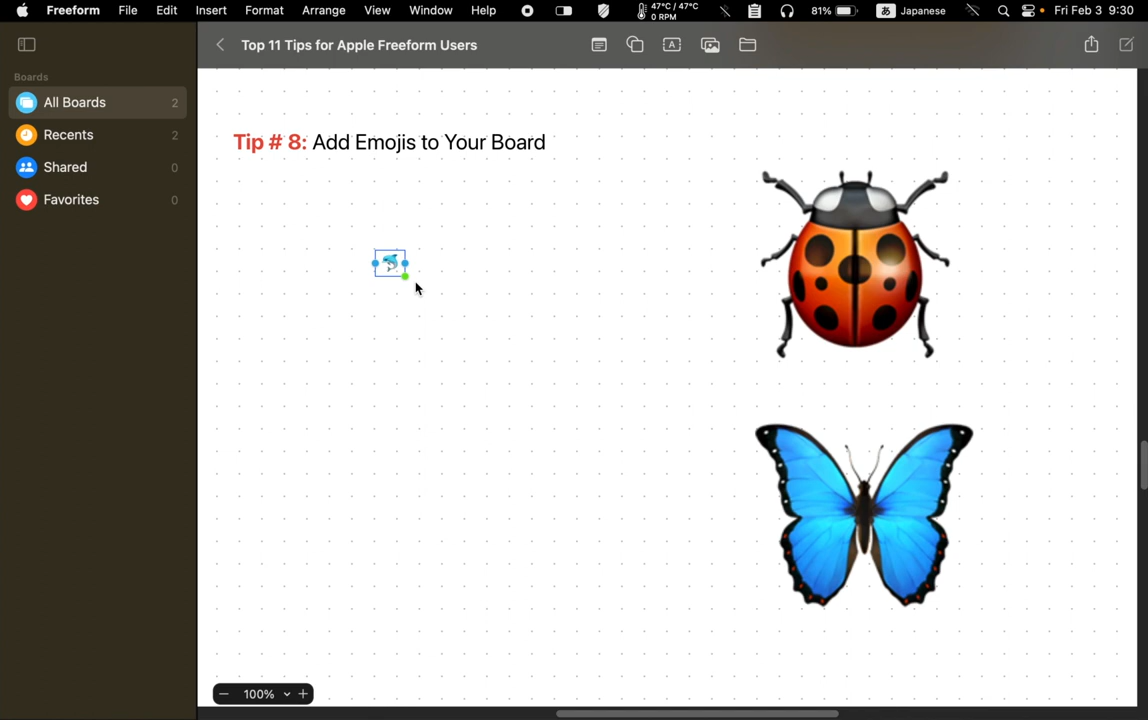 Freeform File Edit Insert Format Arrange View Window Help 47°C / 47°C 81% あ Japanese Fri Feb 3 9:30
0 RPM
Top 11 Tips for Apple Freeform Users A
Boards
All Boards 2
Recents 2
Shared 0
Favorites 0
Tip # 8: Add Emojis to Your Board
− 100% +